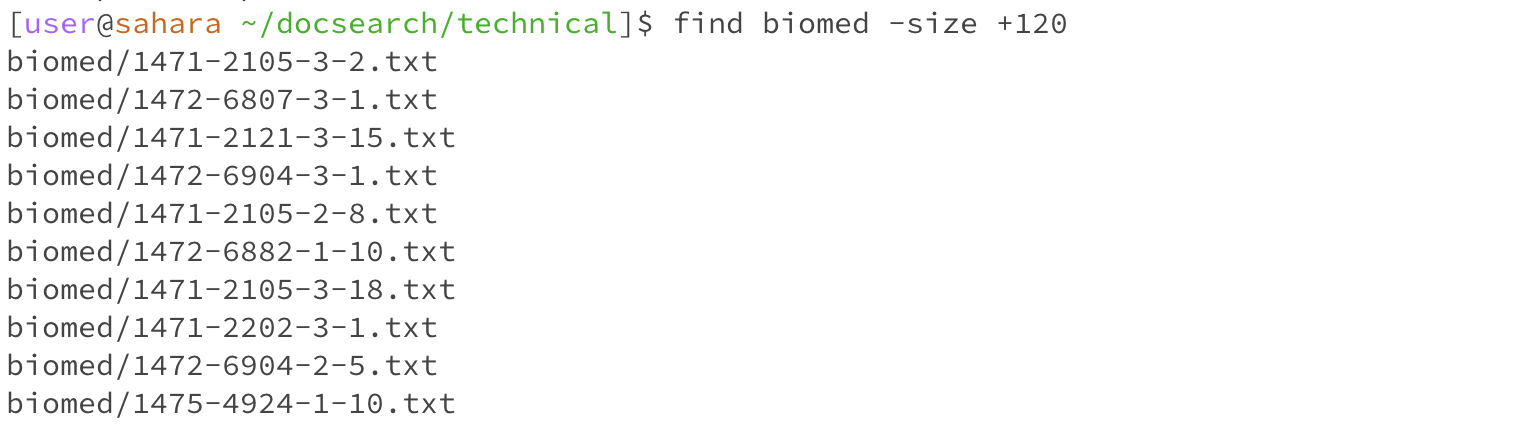 [user@sahara ~/docsearch/technical]$ find biomed -size +120
biomed/1471-2105-3-2.txt
biomed/1472-6807-3-1.txt
biomed/1471-2121-3-15.txt
biomed/1472-6904-3-1.txt
biomed/1471-2105-2-8.txt
biomed/1472-6882-1-10.txt
biomed/1471-2105-3-18.txt
biomed/1471-2202-3-1.txt
biomed/1472-6904-2-5.txt
biomed/1475-4924-1-10.txt